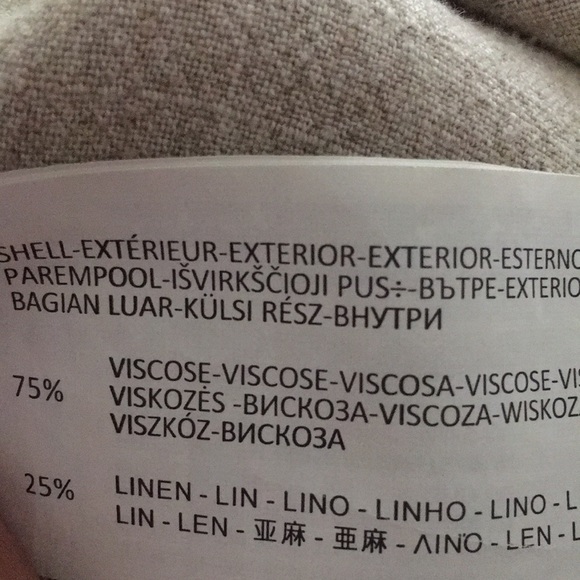 SHELL-EXTÉRIEUR-EXTERIOR-EXTERIOR-ESTERNO
PAREMPOOL-IŠVIRKŠČIOJI PUS÷-ВЪТРЕ-EXTERIO
BAGIAN LUAR-KÜLSI RÉSZ-ВНУТРИ
75%
VISCOSE-VISCOSE-VISCOSA-VISCOSE-VIS
VISKOZĖS -ВИСКОЗА-VISCOZA-WISKOZ
VISZKÓZ-ВИСКОЗА
25%
LINEN - LIN - LINO - LINHO - LINO - L
LIN - LEN - 亚麻 - 亜麻 - ΛΙΝΌ - LEN - L